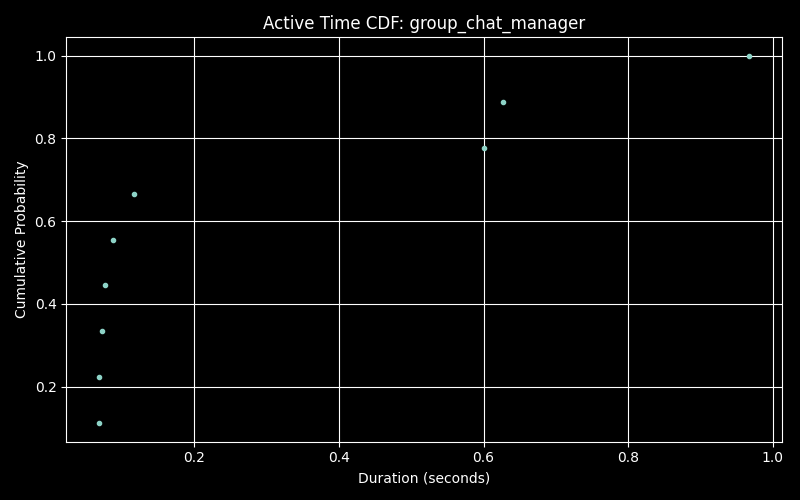 Active Time CDF: group_chat_manager
1.0
0.8
0.6
0.4
0.2
Cumulative Probability
0.2 0.4 0.6 0.8 1.0
Duration (seconds)